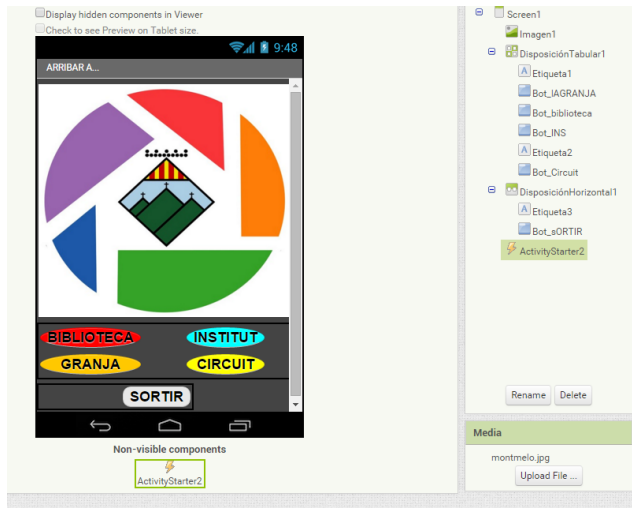 Display hidden components in Viewer
Check to see Preview on Tablet size.
9:48
ARRIBAR A...
BIBLIOTECA
INSTITUT
GRANJA
CIRCUIT
SORTIR
Non-visible components
ActivityStarter2
Screen1
Imagen1
DisposiciónTabular1
A Etiqueta1
Bot_lAGRANJA
Bot_biblioteca
Bot_INS
A Etiqueta2
Bot_Circuit
DisposiciónHorizontal1
A Etiqueta3
Bot_sORTIR
ActivityStarter2
Rename Delete
Media
montmelo.jpg
Upload File ...